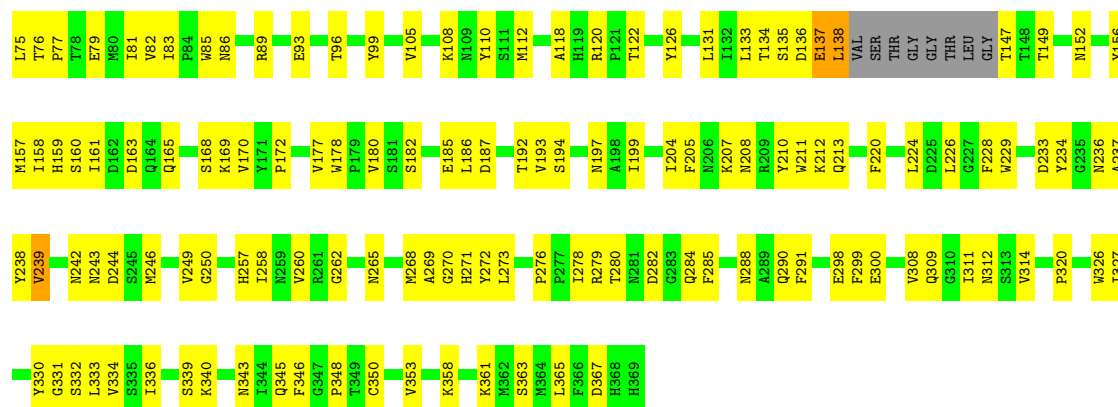 L75 T76 P77 T78 E79 M80 I81 V82 I83 P84 W85 N86 R89 E93 T96 Y99 V105 K108 N109 Y110 S111 M112 A118 H119 R120 P121 T122 Y126 L131 I132 L133 T134 S135 D136 E137 L138 VAL SER THR GLY GLY THR LEU GLY T147 T148 T149 N152 Y156
M157 I158 H159 S160 I161 D162 D163 Q164 Q165 S168 K169 V170 Y171 P172 V177 W178 P179 V180 S181 S182 E185 L186 D187 T192 V193 S194 N197 A198 I199 I204 F205 N206 K207 N208 R209 Y210 W211 K212 Q213 F220 L224 D225 L226 G227 F228 W229 D233 Y234 G235 N236 A237
Y238 V239 N242 N243 D244 S245 M246 V249 G250 H257 I258 N259 V260 R261 G262 N265 M268 A269 G270 H271 Y272 L273 P276 P277 I278 R279 T280 N281 D282 G283 Q284 F285 N288 A289 Q290 F291 E298 F299 E300 V308 Q309 G310 I311 N312 S313 V314 P320 W326 I327
Y330 G331 S332 L333 V334 S335 I336 S339 K340 N343 I344 Q345 F346 G347 P348 T349 C350 V353 K358 K361 M362 S363 M364 L365 F366 D367 H368 H369